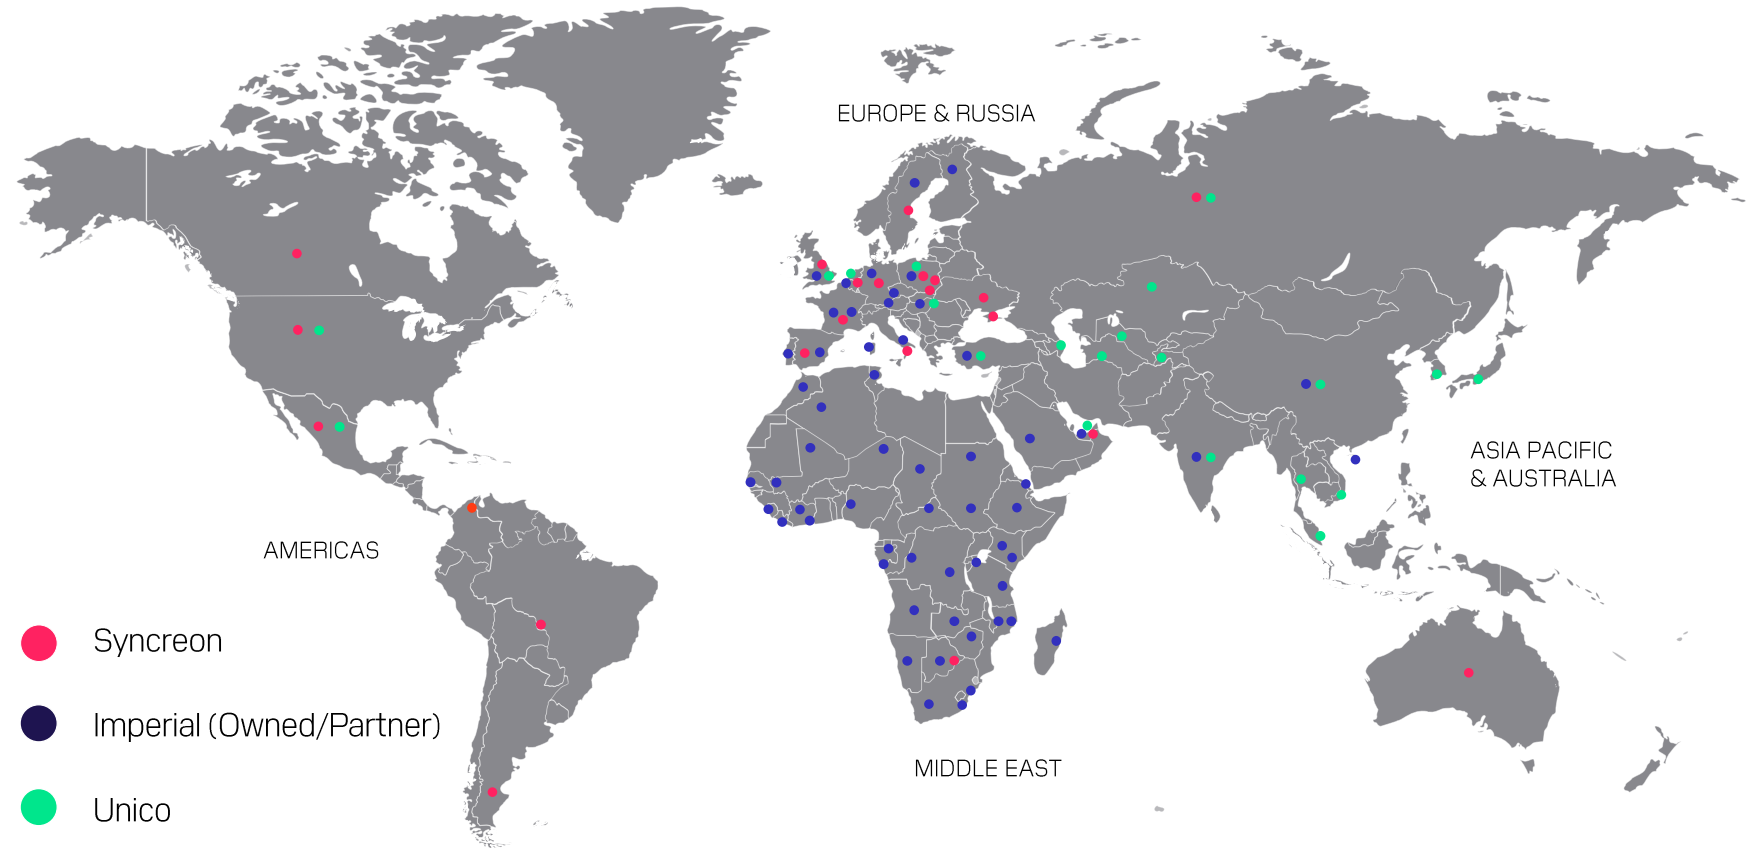 EUROPE & RUSSIA
ASIA PACIFIC
& AUSTRALIA
AMERICAS
Syncreon
Imperial (Owned/Partner)
MIDDLE EAST
Unico